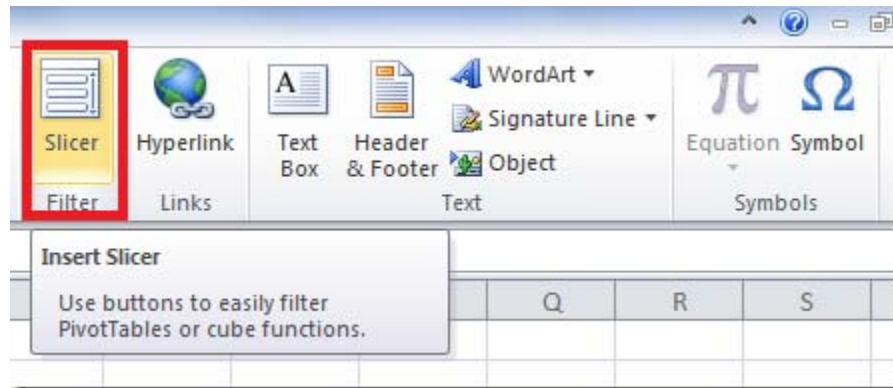 Slicer
Filter
Hyperlink
Links
A
Text
Box
Header
& Footer
WordArt
Signature Line
Object
Text
π
Equation
Ω
Symbol
Symbols
Insert Slicer
Use buttons to easily filter
PivotTables or cube functions.
Q R S